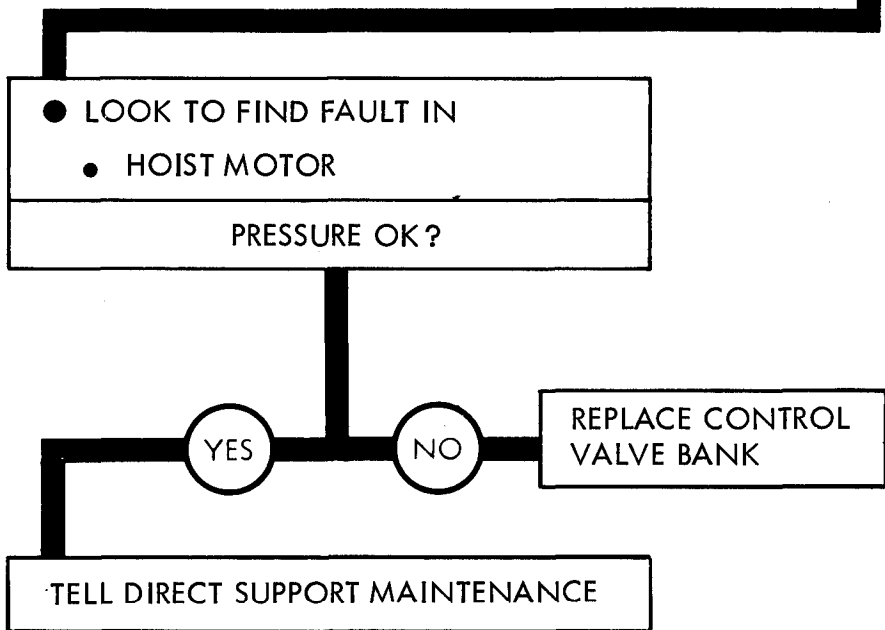 ● LOOK TO FIND FAULT IN
● HOIST MOTOR
PRESSURE OK?
YES
NO
REPLACE CONTROL
VALVE BANK
TELL DIRECT SUPPORT MAINTENANCE